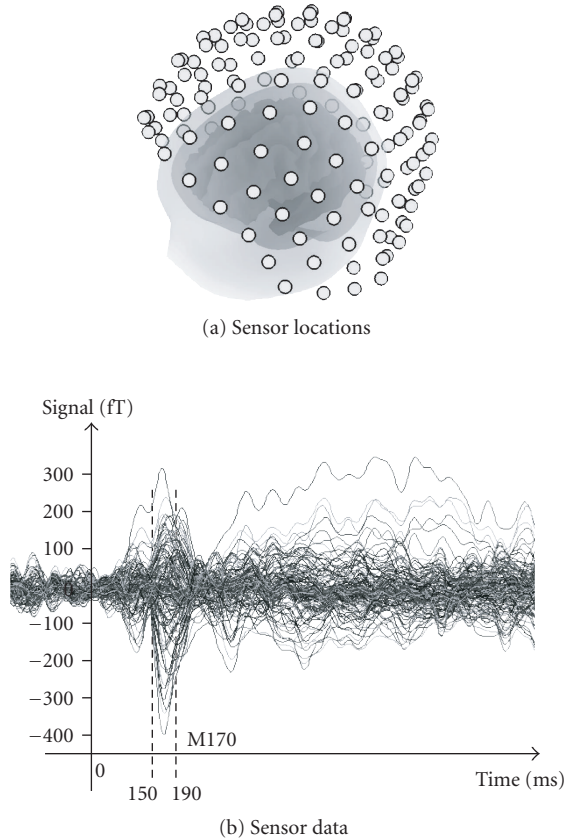 (a) Sensor locations
Signal (fT)
300
200
100
0
−100
−200
−300
−400
M170
0
Time (ms)
150 190
(b) Sensor data